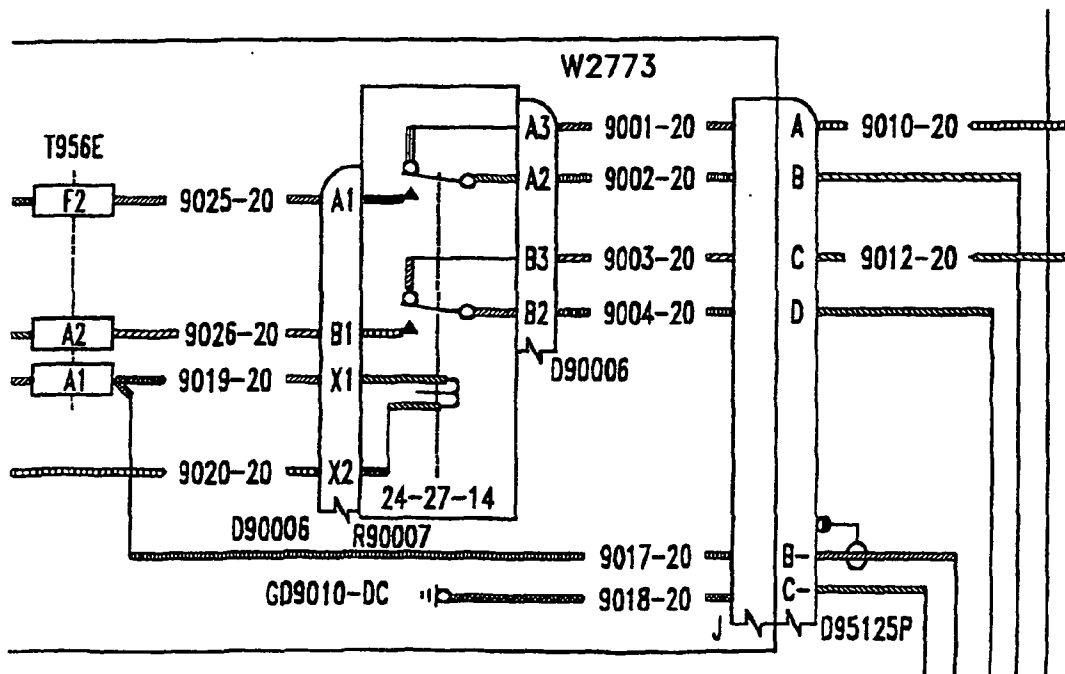 W2773
T956E
A3 9001-20 A 9010-20
A2 9002-20 B
F2 9025-20 A1
B3 9003-20 C 9012-20
B2 9004-20 D
A2 9026-20 B1
D90006
A1 9019-20 X1
9020-20 X2
24-27-14
D90006 R90007
9017-20 B-
GD9010-DC 9018-20 C-
J D95125P